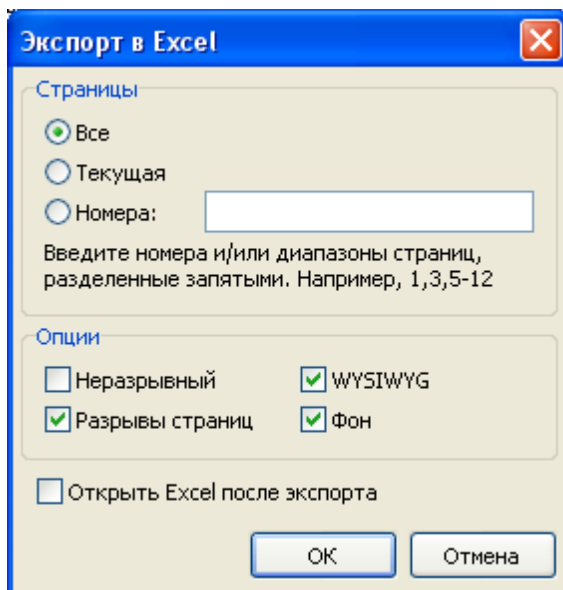 Экспорт в Excel
Страницы
Все
Текущая
Номера:
Введите номера и/или диапазоны страниц,
разделенные запятыми. Например, 1,3,5-12
Опции
Неразрывный
WYSIWYG
Разрывы страниц
Фон
Открыть Excel после экспорта
ОК
Отмена